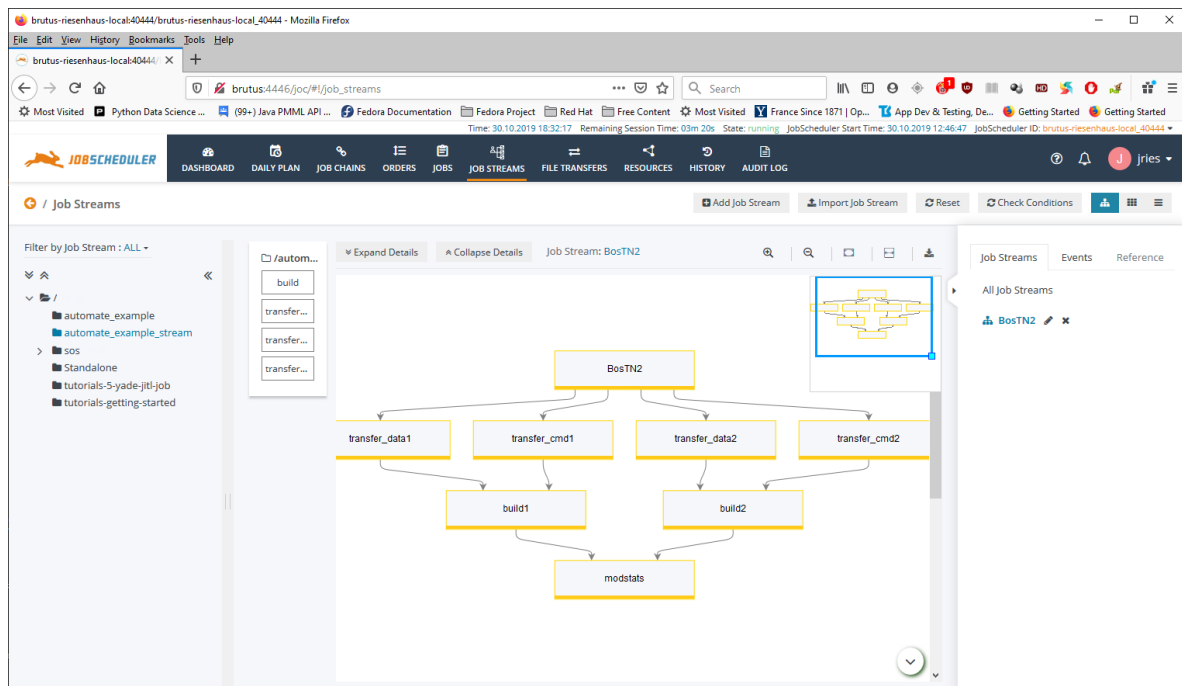 brutus-riesenhaus-local:40444/brutus-riesenhaus-local_40444 - Mozilla Firefox
File Edit View History Bookmarks Tools Help
brutus-riesenhaus-local:40444/
brutus:4446/joc/#!/job_streams
Search
Most Visited Python Data Science ... (99+) Java PMML API ... Fedora Documentation Fedora Project Red Hat Free Content Most Visited France Since 1871 | Op... App Dev & Testing, De... Getting Started Getting Started
Time: 30.10.2019 18:32:17 Remaining Session Time: 03m 20s State: running JobScheduler Start Time: 30.10.2019 12:46:47 JobScheduler ID: brutus-riesenhaus-local_40444
JOBSCHEDULER
DASHBOARD DAILY PLAN JOB CHAINS ORDERS JOBS JOB STREAMS FILE TRANSFERS RESOURCES HISTORY AUDIT LOG
J jries
/ Job Streams
Add Job Stream Import Job Stream Reset Check Conditions
Filter by Job Stream : ALL
/
automate_example
automate_example_stream
sos
Standalone
tutorials-5-yade-jitl-job
tutorials-getting-started
/autom...
build
transfer...
transfer...
transfer...
Expand Details Collapse Details Job Stream: BosTN2
BosTN2
transfer_data1 transfer_cmd1 transfer_data2 transfer_cmd2
build1 build2
modstats
Job Streams Events Reference
All Job Streams
BosTN2